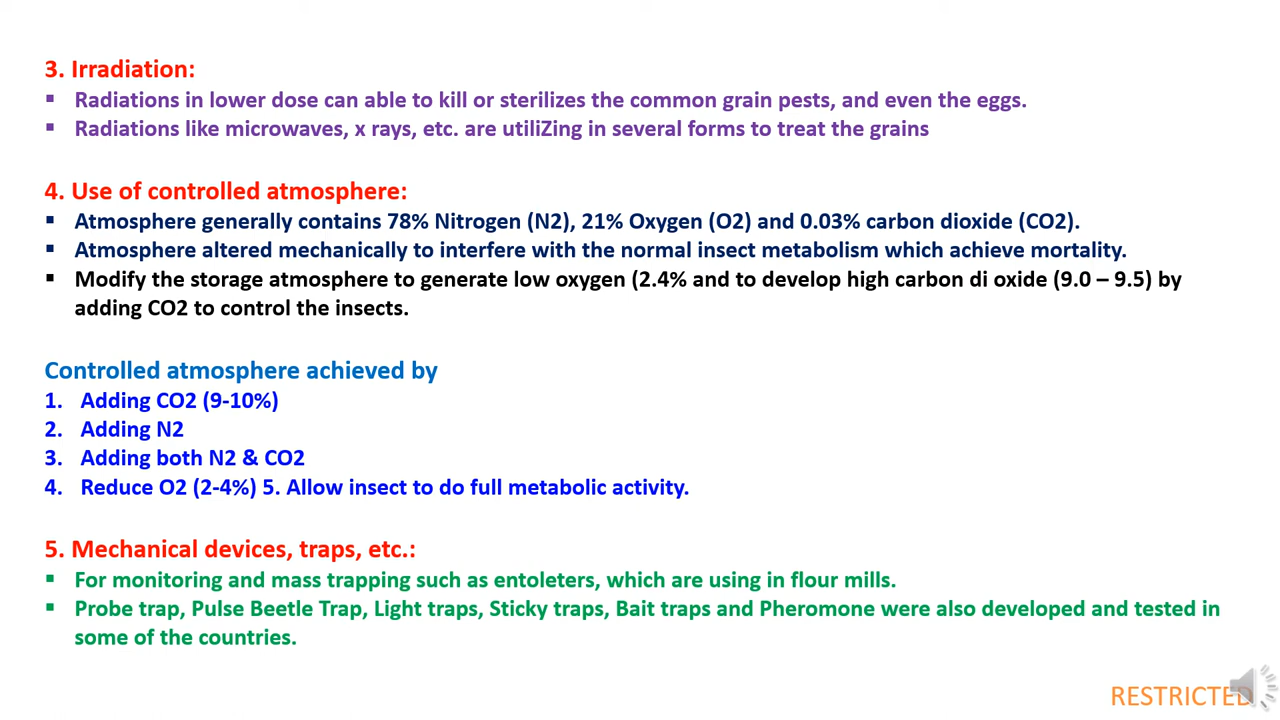 3. Irradiation:
▪ Radiations in lower dose can able to kill or sterilizes the common grain pests, and even the eggs.
▪ Radiations like microwaves, x rays, etc. are utiliZing in several forms to treat the grains
4. Use of controlled atmosphere:
▪ Atmosphere generally contains 78% Nitrogen (N2), 21% Oxygen (O2) and 0.03% carbon dioxide (CO2).
▪ Atmosphere altered mechanically to interfere with the normal insect metabolism which achieve mortality.
▪ Modify the storage atmosphere to generate low oxygen (2.4% and to develop high carbon di oxide (9.0 – 9.5) by
adding CO2 to control the insects.
Controlled atmosphere achieved by
1. Adding CO2 (9-10%)
2. Adding N2
3. Adding both N2 & CO2
4. Reduce O2 (2-4%) 5. Allow insect to do full metabolic activity.
5. Mechanical devices, traps, etc.:
▪ For monitoring and mass trapping such as entoleters, which are using in flour mills.
▪ Probe trap, Pulse Beetle Trap, Light traps, Sticky traps, Bait traps and Pheromone were also developed and tested in
some of the countries.
RESTRICTED